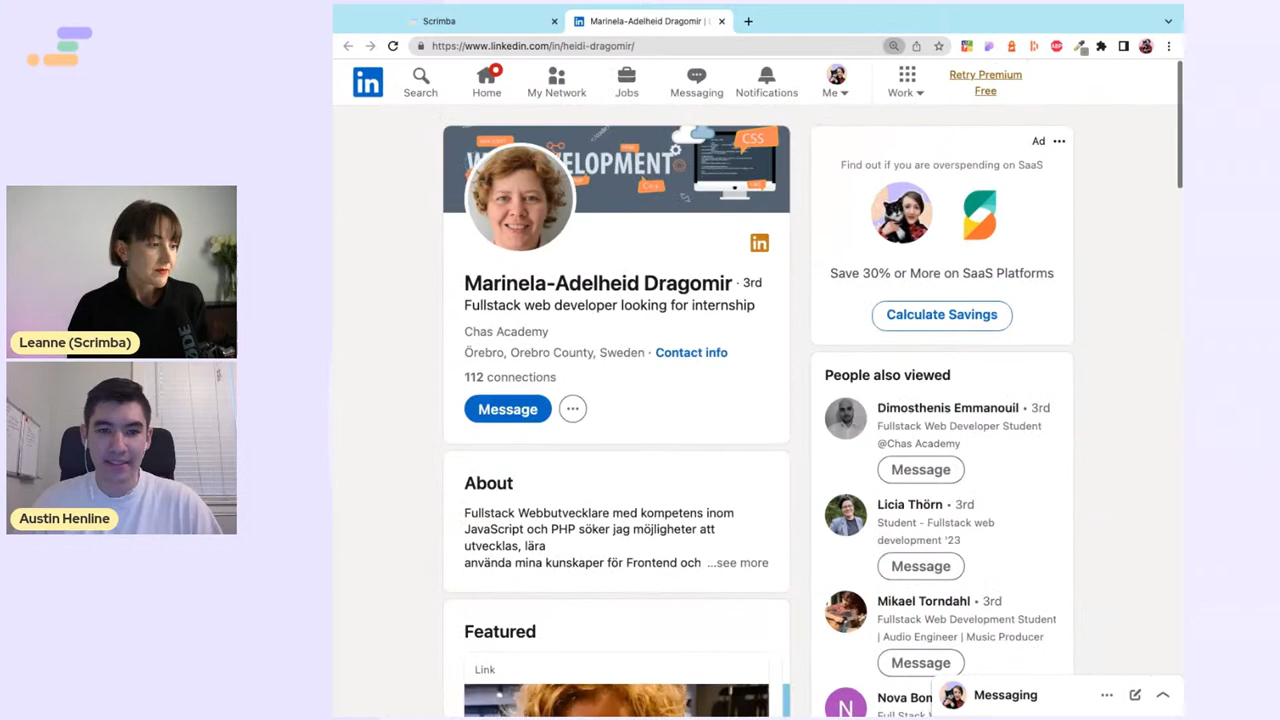 Scrimba
Marinela-Adelheid Dragomir |
https://www.linkedin.com/in/heidi-dragomir/
in
Search
Home
My Network
Jobs
Messaging
Notifications
Me
Work
Retry Premium
Free
DEVELOPMENT
CSS
in
Marinela-Adelheid Dragomir · 3rd
Fullstack web developer looking for internship
Chas Academy
Örebro, Orebro County, Sweden · Contact info
112 connections
Message
About
Fullstack Webbutvecklare med kompetens inom
JavaScript och PHP söker jag möjligheter att
utvecklas, lära
använda mina kunskaper för Frontend och ...see more
Featured
Link
Ad
Find out if you are overspending on SaaS
Save 30% or More on SaaS Platforms
Calculate Savings
People also viewed
Dimosthenis Emmanouil • 3rd
Fullstack Web Developer Student
@Chas Academy
Message
Licia Thörn • 3rd
Student - Fullstack web
development '23
Message
Mikael Torndahl • 3rd
Fullstack Web Development Student
| Audio Engineer | Music Producer
Message
N
Nova
Messaging
Leanne (Scrimba)
Austin Henline